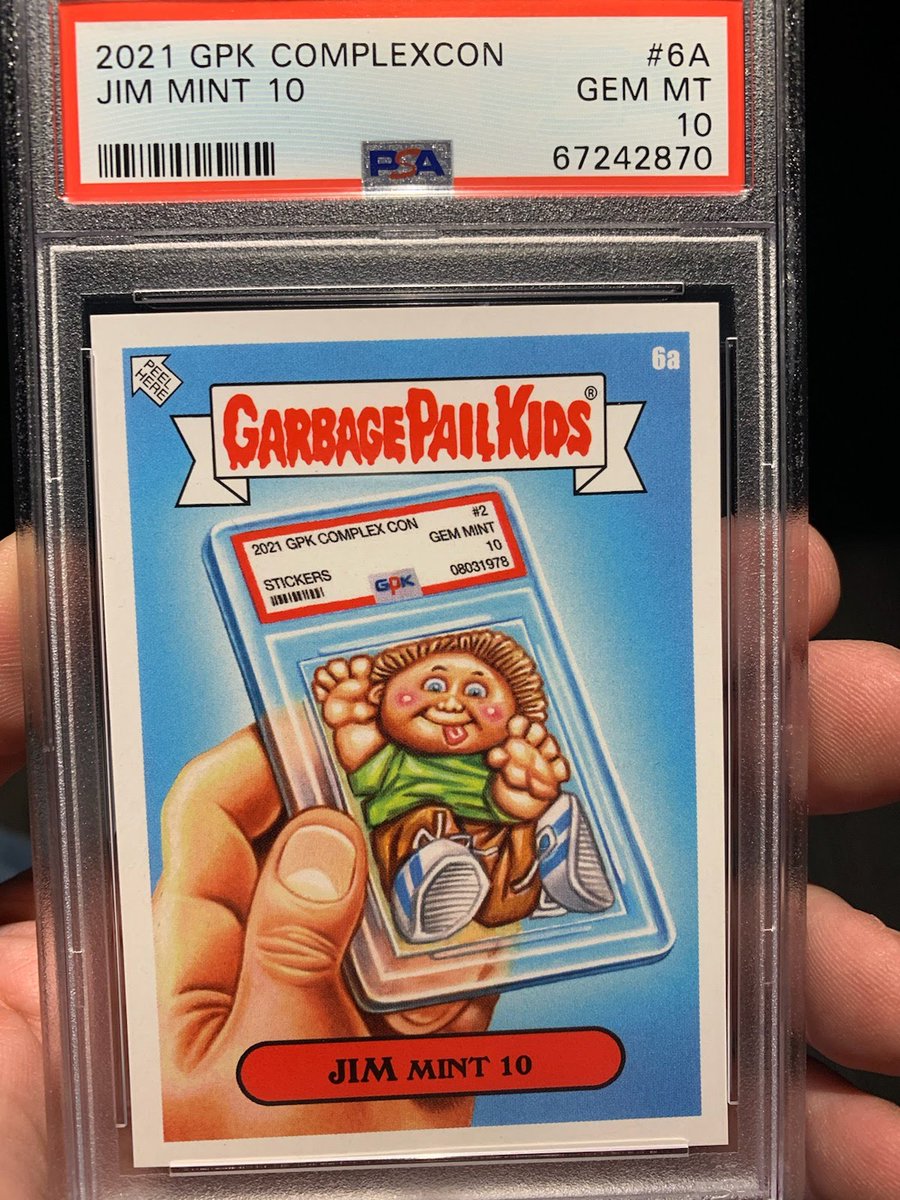 2021 GPK COMPLEXCON #6A
JIM MINT 10 GEM MT
10
PSA 67242870
PEEL HERE
6a
GARBAGE PAIL KIDS®
2021 GPK COMPLEX CON #2
GEM MINT
10
STICKERS GPK 08031978
JIM MINT 10